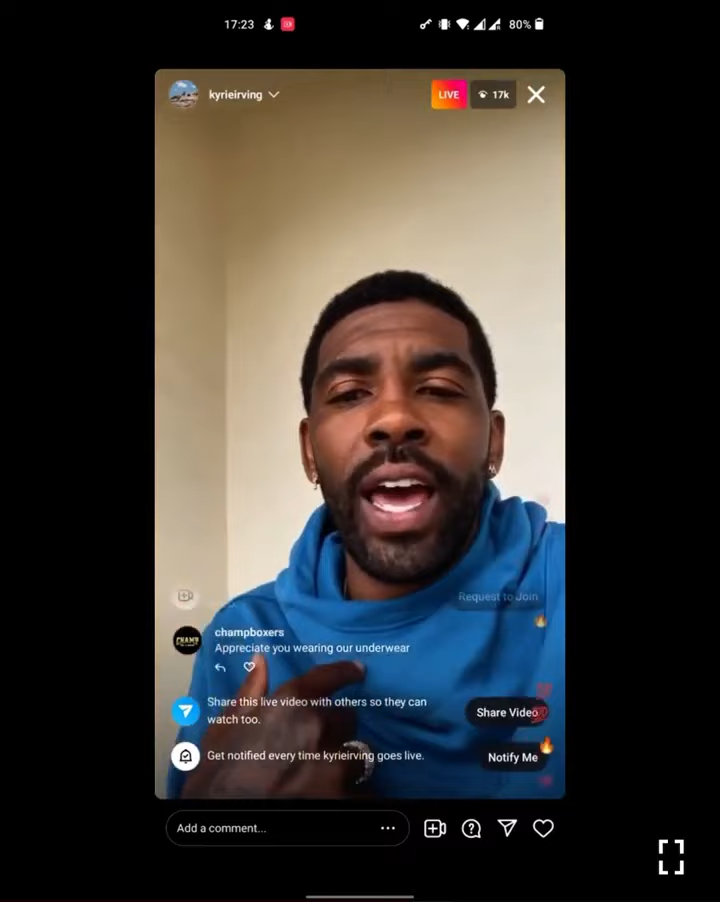 17:23
80%
kyrieirving
LIVE
17k
Request to Join
CHAMP
champboxers
Appreciate you wearing our underwear
Share this live video with others so they can
watch too.
Share Video
Get notified every time kyrieirving goes live.
Notify Me
Add a comment...